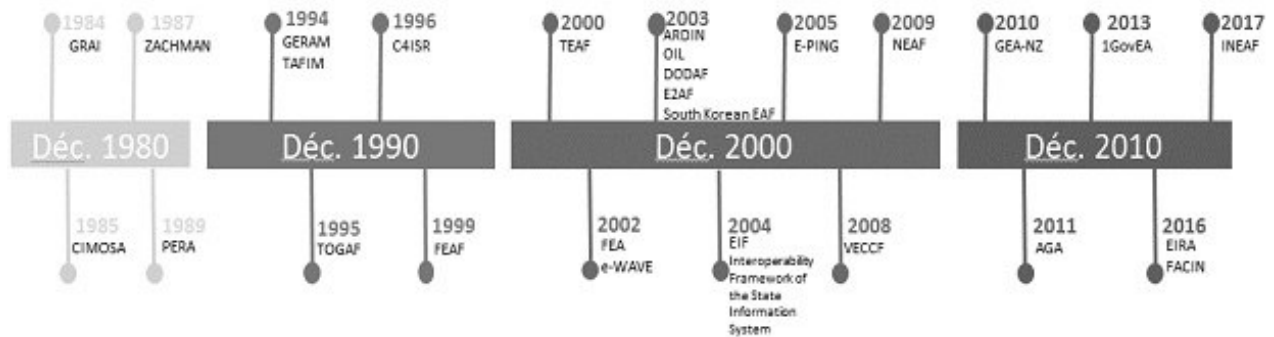 1984
GRAI
1987
ZACHMAN
1994
GERAM
TAFIM
1996
C4ISR
2000
TEAF
2003
ARDIN
OIL
DODAF
E2AF
South Korean EAF
2005
E-PING
2009
NEAF
2010
GEA-NZ
2013
1GovEA
2017
INEAF
Déc. 1980
Déc. 1990
Déc. 2000
Déc. 2010
1985
CIMOSA
1989
PERA
1995
TOGAF
1999
FEAF
2002
FEA
e-WAVE
2004
EIF
Interoperability
Framework of
the State
Information
System
2008
VECCF
2011
AGA
2016
EIRA
FACIN